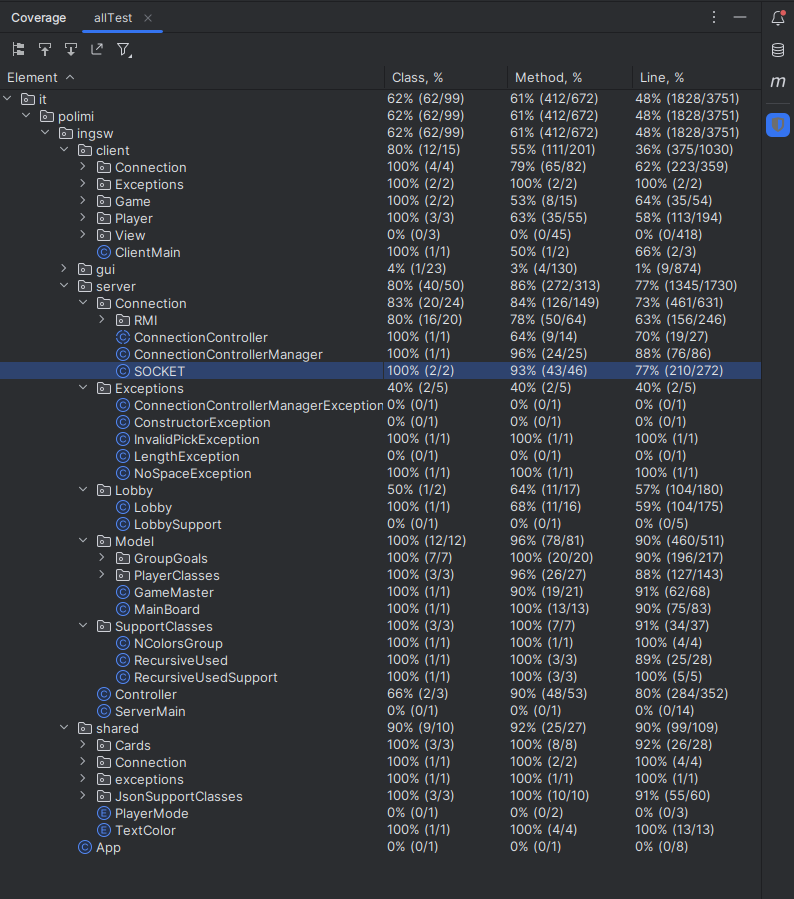 Coverage allTest
Element Class, % Method, % Line, %
it 62% (62/99) 61% (412/672) 48% (1828/3751)
polimi 62% (62/99) 61% (412/672) 48% (1828/3751)
ingsw 62% (62/99) 61% (412/672) 48% (1828/3751)
client 80% (12/15) 55% (111/201) 36% (375/1030)
Connection 100% (4/4) 79% (65/82) 62% (223/359)
Exceptions 100% (2/2) 100% (2/2) 100% (2/2)
Game 100% (2/2) 53% (8/15) 64% (35/54)
Player 100% (3/3) 63% (35/55) 58% (113/194)
View 0% (0/3) 0% (0/45) 0% (0/418)
ClientMain 100% (1/1) 50% (1/2) 66% (2/3)
gui 4% (1/23) 3% (4/130) 1% (9/874)
server 80% (40/50) 86% (272/313) 77% (1345/1730)
Connection 83% (20/24) 84% (126/149) 73% (461/631)
RMI 80% (16/20) 78% (50/64) 63% (156/246)
ConnectionController 100% (1/1) 64% (9/14) 70% (19/27)
ConnectionControllerManager 100% (1/1) 96% (24/25) 88% (76/86)
SOCKET 100% (2/2) 93% (43/46) 77% (210/272)
Exceptions 40% (2/5) 40% (2/5) 40% (2/5)
ConnectionControllerManagerException 0% (0/1) 0% (0/1) 0% (0/1)
ConstructorException 0% (0/1) 0% (0/1) 0% (0/1)
InvalidPickException 100% (1/1) 100% (1/1) 100% (1/1)
LengthException 0% (0/1) 0% (0/1) 0% (0/1)
NoSpaceException 100% (1/1) 100% (1/1) 100% (1/1)
Lobby 50% (1/2) 64% (11/17) 57% (104/180)
Lobby 100% (1/1) 68% (11/16) 59% (104/175)
LobbySupport 0% (0/1) 0% (0/1) 0% (0/5)
Model 100% (12/12) 96% (78/81) 90% (460/511)
GroupGoals 100% (7/7) 100% (20/20) 90% (196/217)
PlayerClasses 100% (3/3) 96% (26/27) 88% (127/143)
GameMaster 100% (1/1) 90% (19/21) 91% (62/68)
MainBoard 100% (1/1) 100% (13/13) 90% (75/83)
SupportClasses 100% (3/3) 100% (7/7) 91% (34/37)
NColorsGroup 100% (1/1) 100% (1/1) 100% (4/4)
RecursiveUsed 100% (1/1) 100% (3/3) 89% (25/28)
RecursiveUsedSupport 100% (1/1) 100% (3/3) 100% (5/5)
Controller 66% (2/3) 90% (48/53) 80% (284/352)
ServerMain 0% (0/1) 0% (0/1) 0% (0/14)
shared 90% (9/10) 92% (25/27) 90% (99/109)
Cards 100% (3/3) 100% (8/8) 92% (26/28)
Connection 100% (1/1) 100% (2/2) 100% (4/4)
exceptions 100% (1/1) 100% (1/1) 100% (1/1)
JsonSupportClasses 100% (3/3) 100% (10/10) 91% (55/60)
PlayerMode 0% (0/1) 0% (0/2) 0% (0/3)
TextColor 100% (1/1) 100% (4/4) 100% (13/13)
App 0% (0/1) 0% (0/1) 0% (0/8)
m